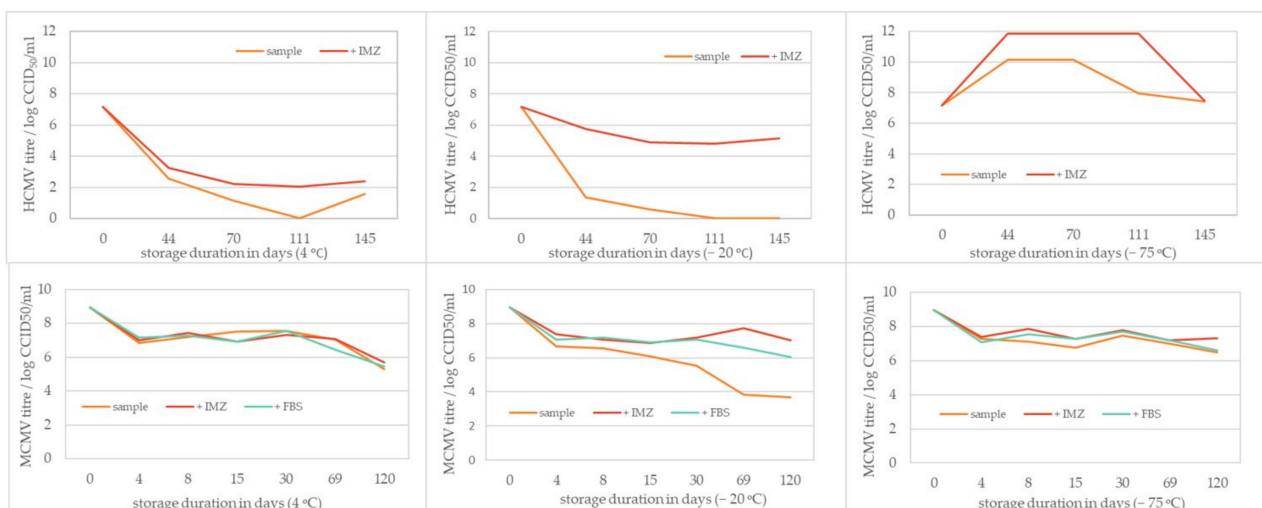 HCMV titre / log CCID₅₀/ml
12
10
8
6
4
2
0
sample + IMZ
0 44 70 111 145
storage duration in days (4 ºC)
HCMV titre / log CCID50/ml
12
10
8
6
4
2
0
sample + IMZ
0 44 70 111 145
storage duration in days (− 20 ºC)
HCMV titre / log CCID50/ml
12
10
8
6
4
2
0
sample + IMZ
0 44 70 111 145
storage duration in days (− 75 ºC)
MCMV titre / log CCID50/ml
10
8
6
4
2
0
sample + IMZ + FBS
0 4 8 15 30 69 120
storage duration in days (4 ºC)
MCMV titre / log CCID50/ml
10
8
6
4
2
0
sample + IMZ + FBS
0 4 8 15 30 69 120
storage duration in days (− 20 ºC)
MCMV titre / log CCID50/ml
10
8
6
4
2
0
sample + IMZ + FBS
0 4 8 15 30 69 120
storage duration in days (− 75 ºC)